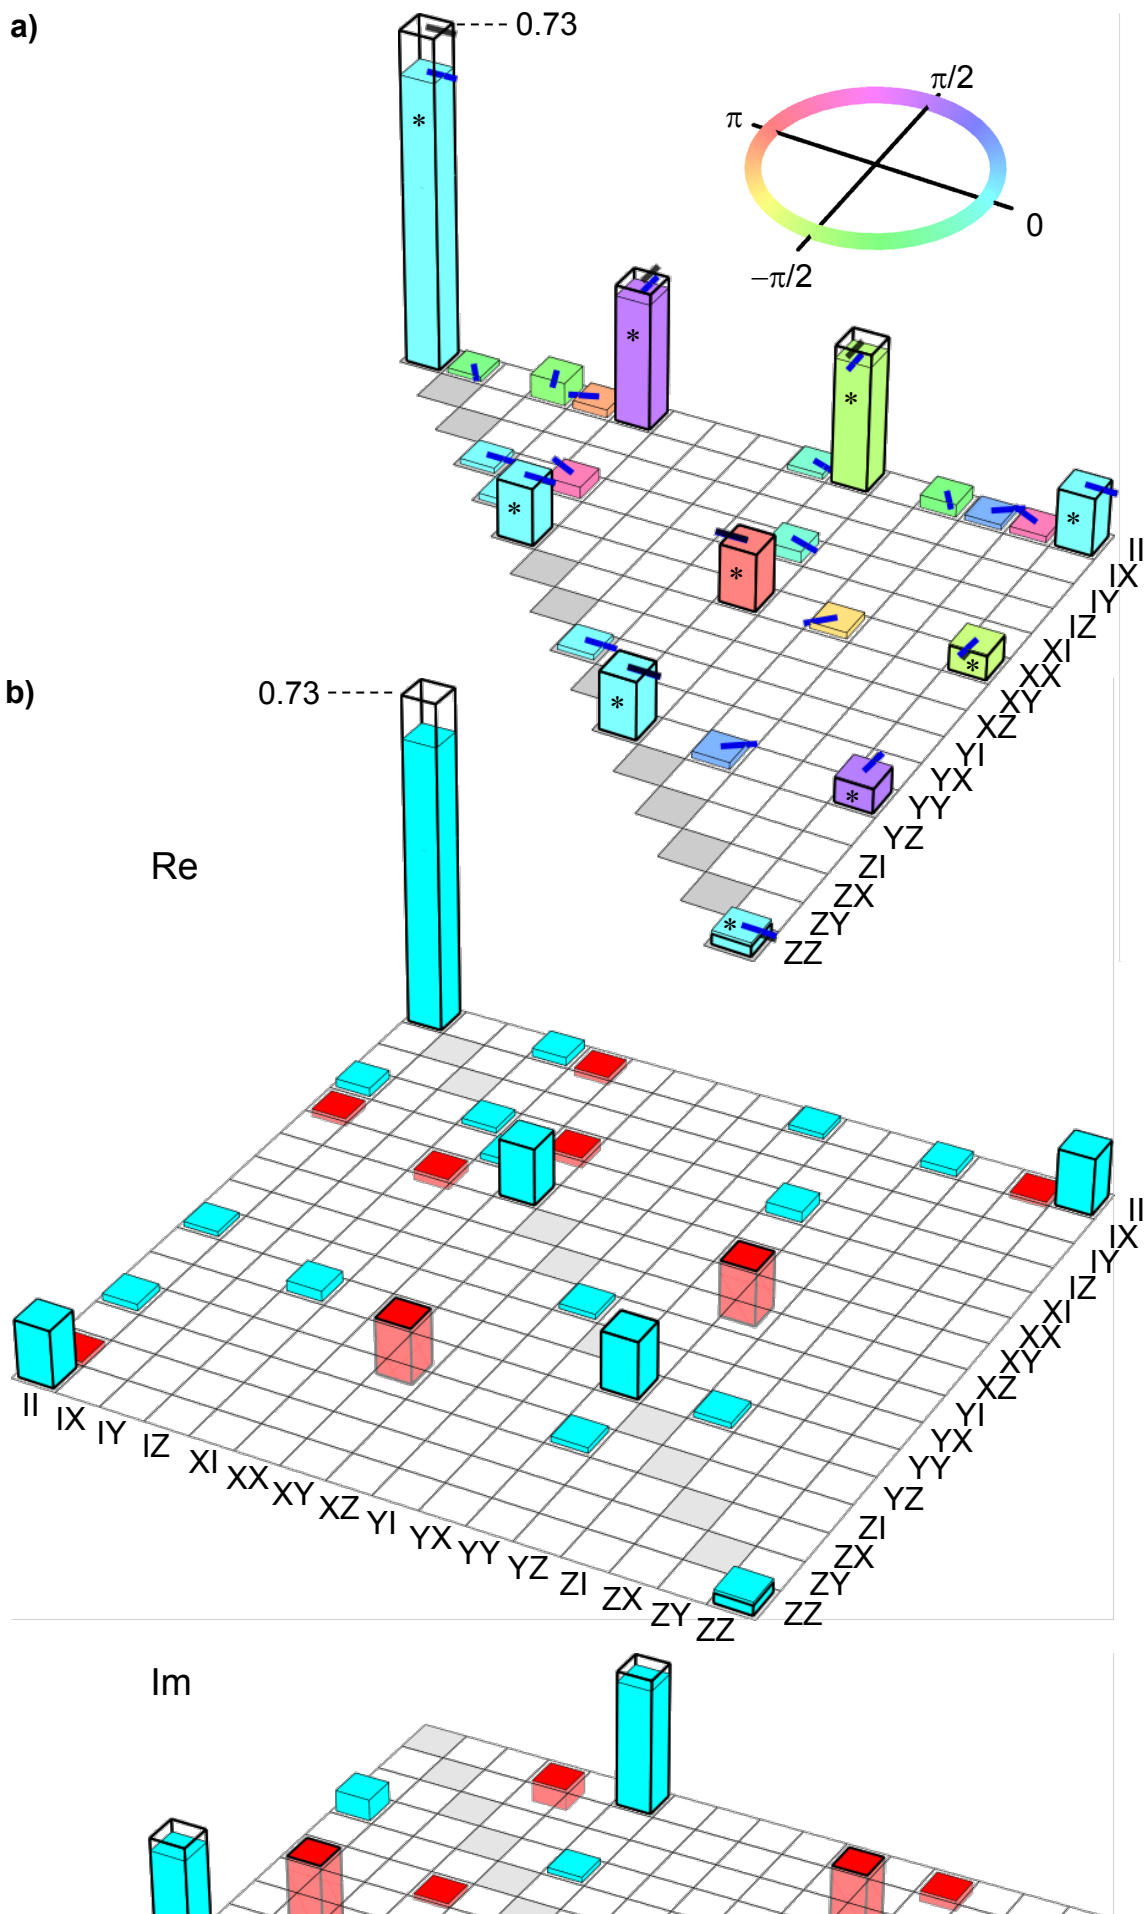 a)
0.73
π/2
π
0
−π/2
*
*
*
*
*
*
*
*
*
*
II
IX
IY
IZ
XI
XX
XY
XZ
YI
YX
YY
YZ
ZI
ZX
ZY
ZZ
b)
0.73
Re
II
IX
IY
IZ
XI
XX
XY
XZ
YI
YX
YY
YZ
ZI
ZX
ZY
ZZ
II
IX
IY
IZ
XI
XX
XY
XZ
YI
YX
YY
YZ
ZI
ZX
ZY
ZZ
Im